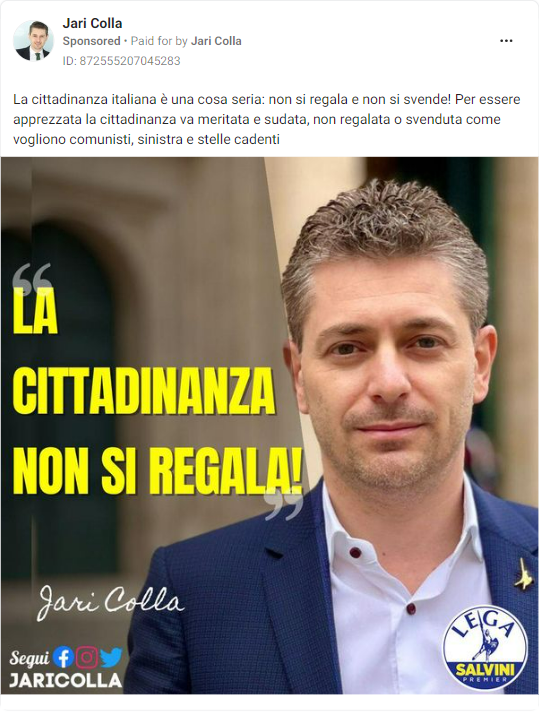 Jari Colla
Sponsored • Paid for by Jari Colla
ID: 872555207045283
La cittadinanza italiana è una cosa seria: non si regala e non si svende! Per essere
apprezzata la cittadinanza va meritata e sudata, non regalata o svenduta come
vogliono comunisti, sinistra e stelle cadenti
“LA
CITTADINANZA
NON SI REGALA!”
Jari Colla
Segui
JARICOLLA
LEGA
SALVINI
PREMIER